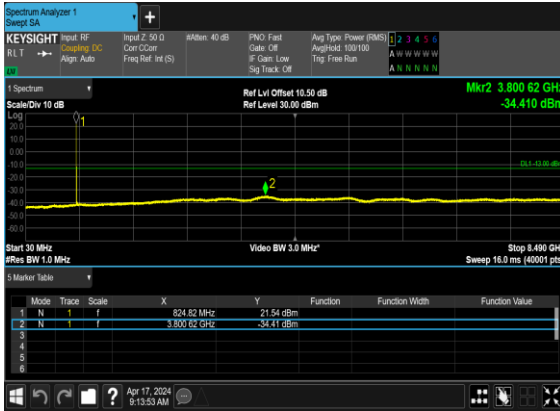 Spectrum Analyzer 1
Swept SA
KEYSIGHT
RLT
Input: RF
Coupling: DC
Align: Auto
Input Z: 50 Ω
Corr CCorr
Freq Ref: Int (S)
#Atten: 40 dB
PNO: Fast
Gate: Off
IF Gain: Low
Sig Track: Off
Avg Type: Power (RMS)
Avg|Hold: 100/100
Trig: Free Run
1 2 3 4 5 6
A W W W W W
A N N N N N
1 Spectrum
Scale/Div 10 dB
Ref Lvl Offset 10.50 dB
Ref Level 30.00 dBm
Mkr2 3.800 62 GHz
-34.410 dBm
Log
20.0
10.0
0.00
-10.0
-20.0
-30.0
-40.0
-50.0
-60.0
1
2
DL1 -13.00 dBm
Start 30 MHz
#Res BW 1.0 MHz
Video BW 3.0 MHz*
Stop 8.490 GHz
Sweep 16.0 ms (40001 pts)
5 Marker Table
Mode Trace Scale X Y Function Function Width Function Value
1 N 1 f 824.82 MHz 21.54 dBm
2 N 1 f 3.800 62 GHz -34.41 dBm
3
4
5
6
Apr 17, 2024
9:13:53 AM